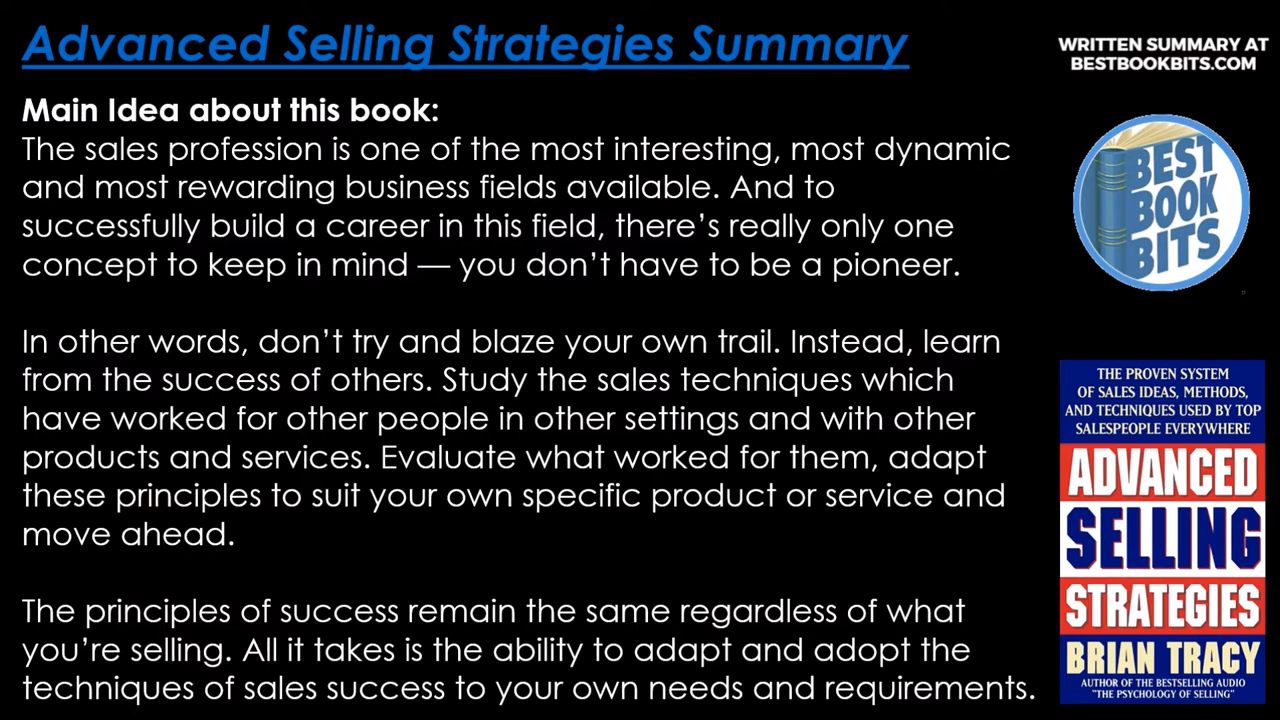 Advanced Selling Strategies Summary
WRITTEN SUMMARY AT
BESTBOOKBITS.COM
Main Idea about this book:
The sales profession is one of the most interesting, most dynamic
and most rewarding business fields available. And to
successfully build a career in this field, there's really only one
concept to keep in mind — you don't have to be a pioneer.
In other words, don't try and blaze your own trail. Instead, learn
from the success of others. Study the sales techniques which
have worked for other people in other settings and with other
products and services. Evaluate what worked for them, adapt
these principles to suit your own specific product or service and
move ahead.
The principles of success remain the same regardless of what
you're selling. All it takes is the ability to adapt and adopt the
techniques of sales success to your own needs and requirements.
BEST
BOOK
BITS
THE PROVEN SYSTEM
OF SALES IDEAS, METHODS,
AND TECHNIQUES USED BY TOP
SALESPEOPLE EVERYWHERE
ADVANCED
SELLING
STRATEGIES
BRIAN TRACY
AUTHOR OF THE BESTSELLING AUDIO
"THE PSYCHOLOGY OF SELLING"